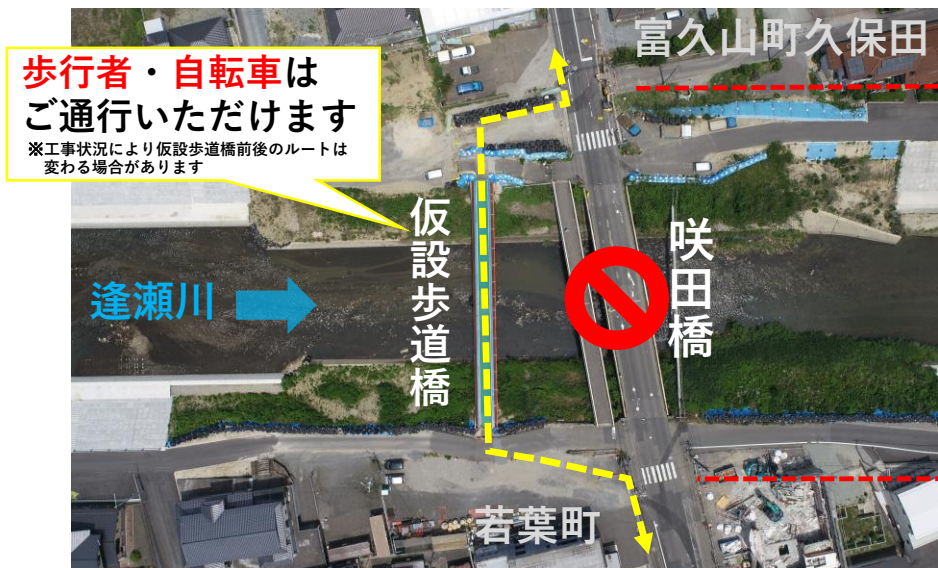 富久山町久保田
歩行者・自転車は
ご通行いただけます
※工事状況により仮設歩道橋前後のルートは
変わる場合があります
仮設歩道橋
咲田橋
逢瀬川
若葉町